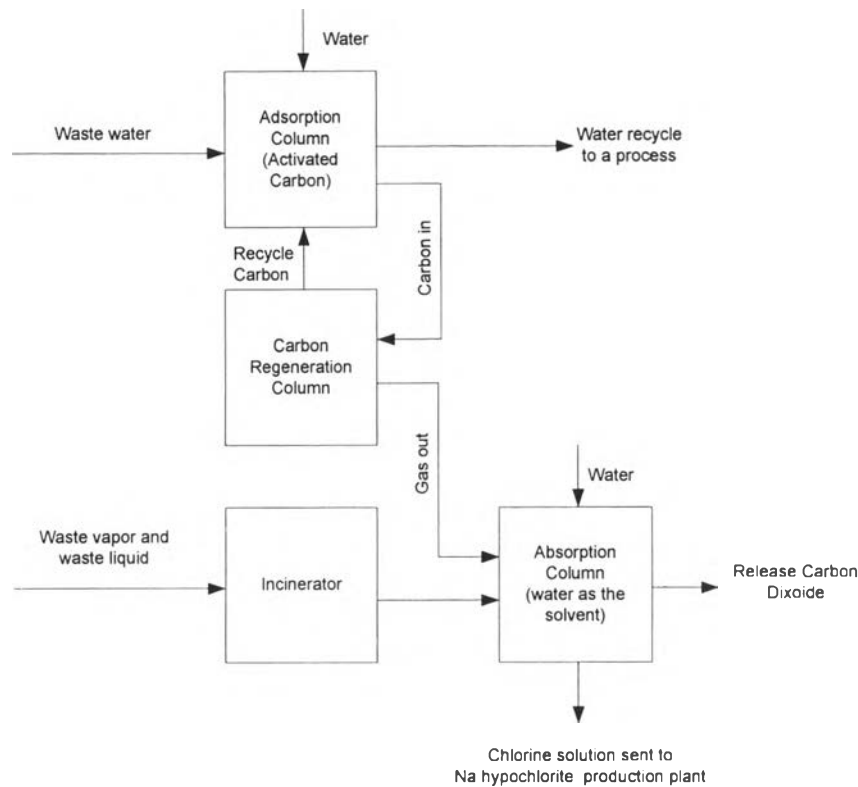 Water
Adsorption
Column
(Activated
Carbon)
Waste water
Water recycle
to a process
Recycle
Carbon
Carbon in
Carbon
Regeneration
Column
Gas out
Water
Waste vapor and
waste liquid
Incinerator
Absorption
Column
(water as the
solvent)
Release Carbon
Dixoide
Chlorine solution sent to
Na hypochlorite production plant